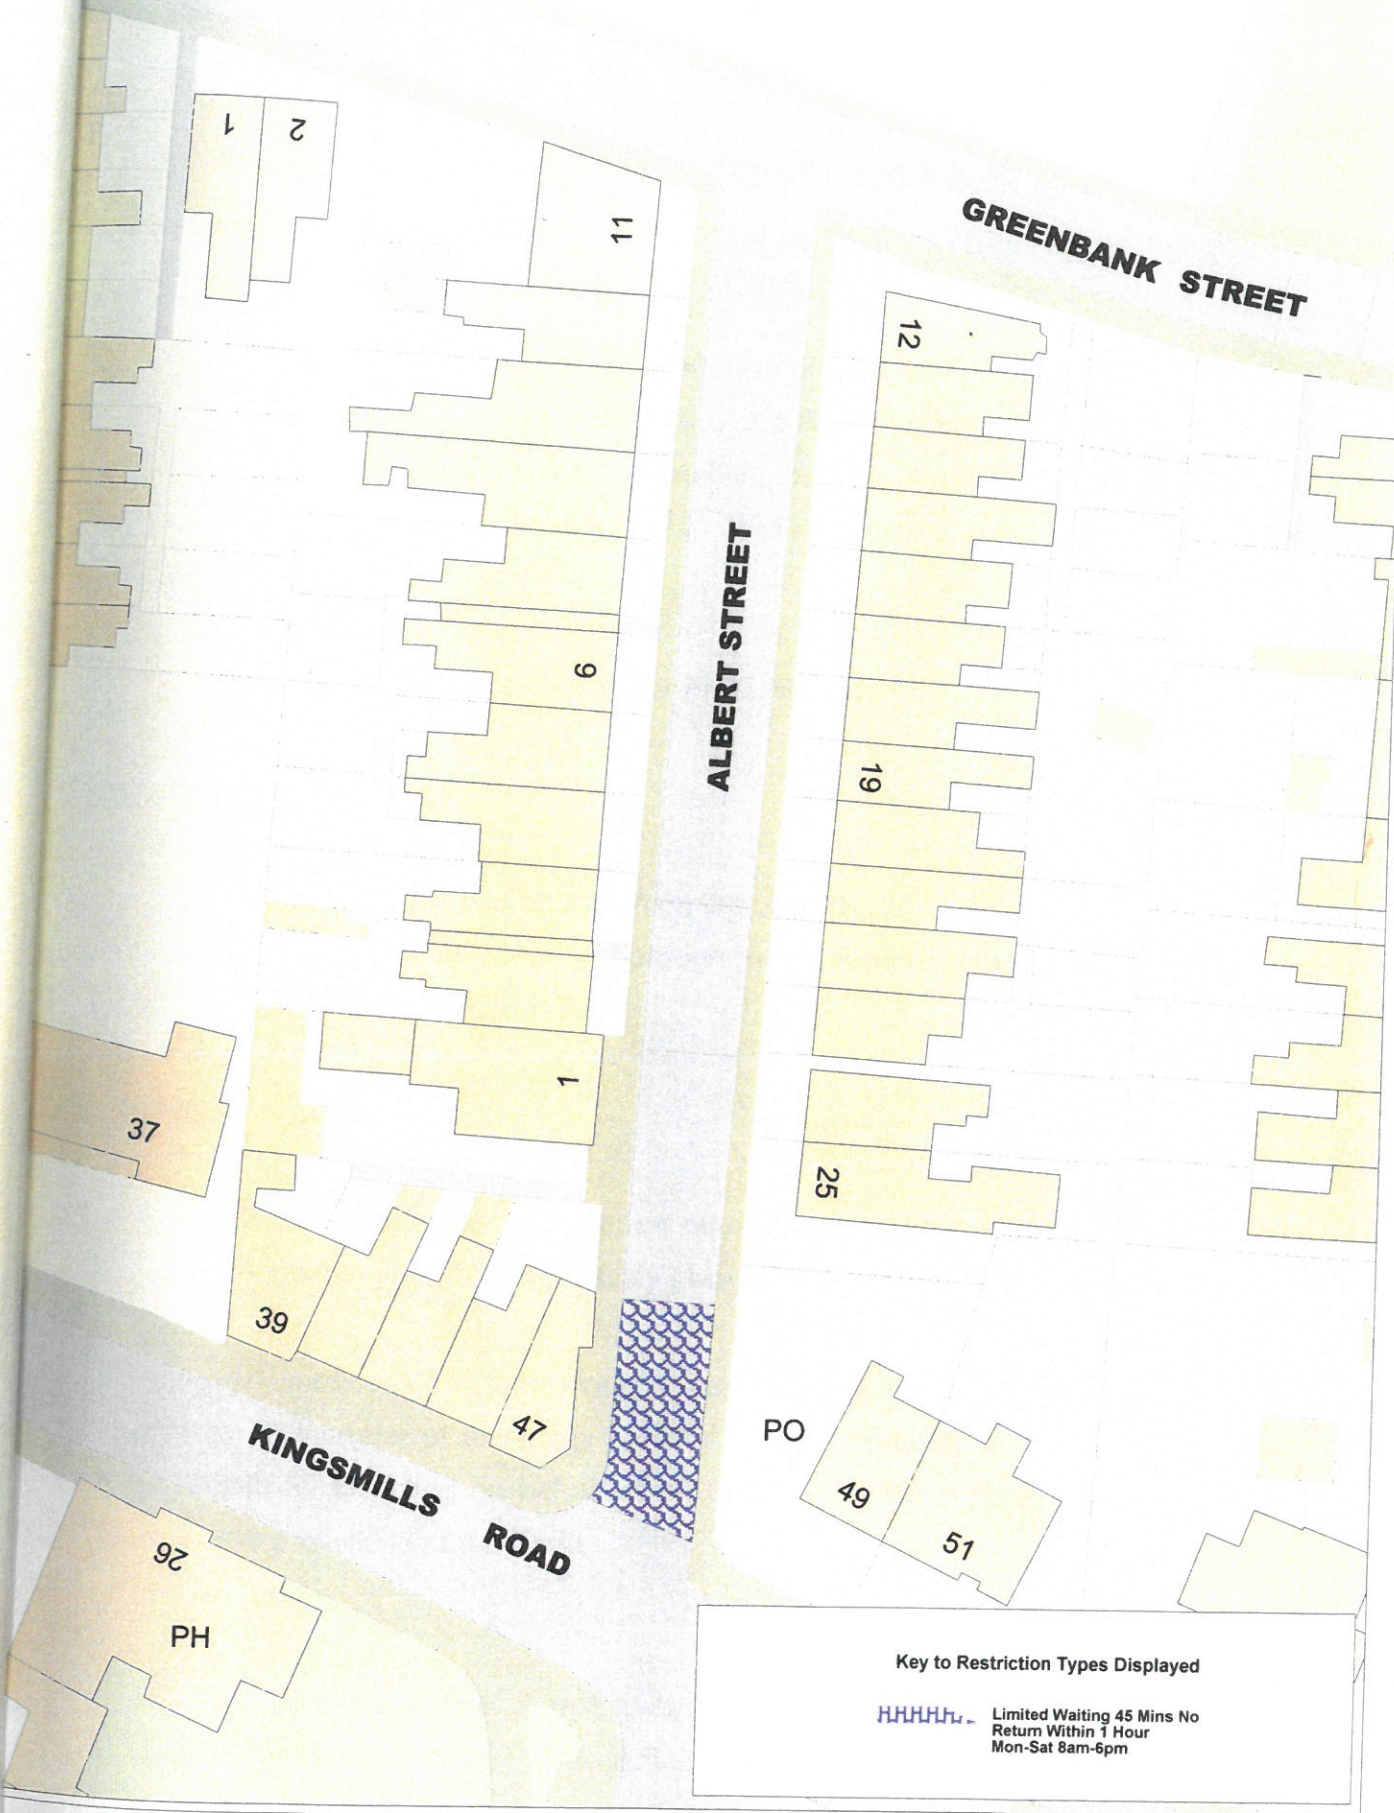 1
2
11
GREENBANK STREET
12
ALBERT STREET
9
19
1
37
25
39
47
KINGSMILLS ROAD
PO
49
51
26
PH
Key to Restriction Types Displayed
Limited Waiting 45 Mins No
Return Within 1 Hour
Mon-Sat 8am-6pm